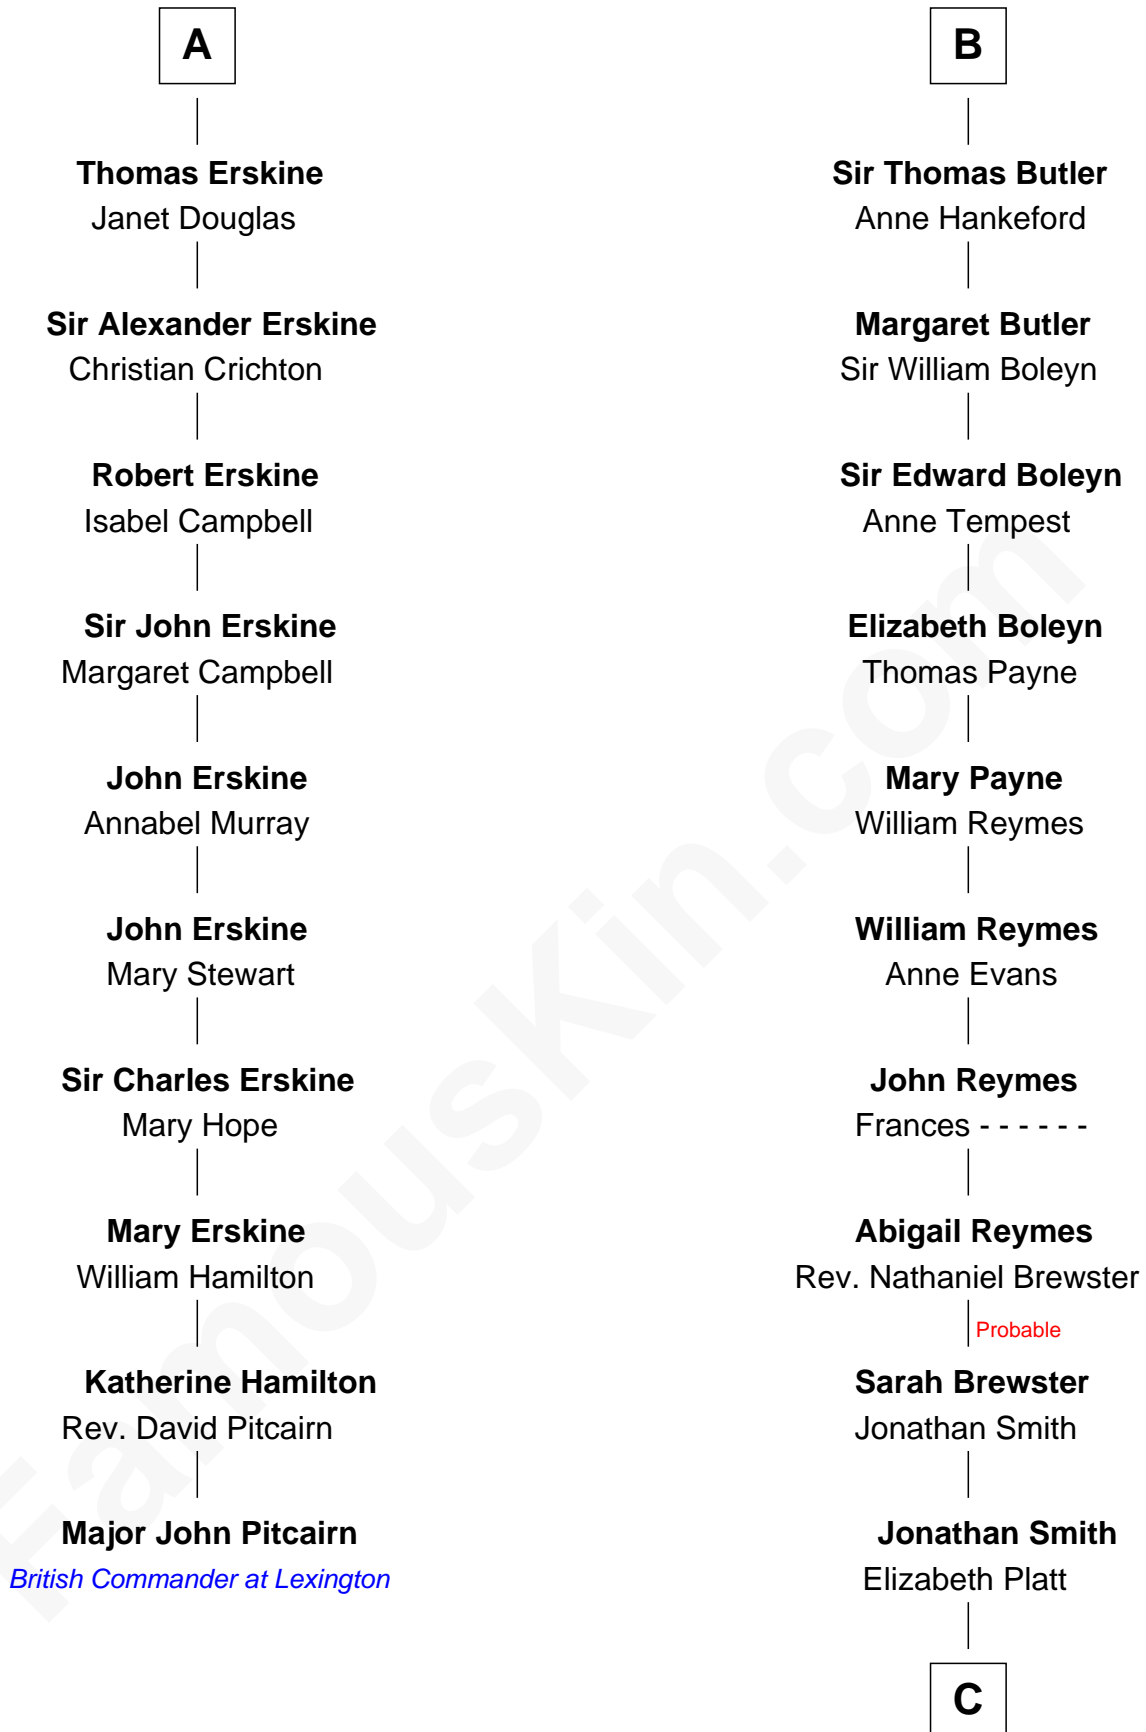 A
Thomas Erskine
Janet Douglas
Sir Alexander Erskine
Christian Crichton
Robert Erskine
Isabel Campbell
Sir John Erskine
Margaret Campbell
John Erskine
Annabel Murray
John Erskine
Mary Stewart
Sir Charles Erskine
Mary Hope
Mary Erskine
William Hamilton
Katherine Hamilton
Rev. David Pitcairn
Major John Pitcairn
British Commander at Lexington
B
Sir Thomas Butler
Anne Hankeford
Margaret Butler
Sir William Boleyn
Sir Edward Boleyn
Anne Tempest
Elizabeth Boleyn
Thomas Payne
Mary Payne
William Reymes
William Reymes
Anne Evans
John Reymes
Frances - - - - - -
Abigail Reymes
Rev. Nathaniel Brewster
Probable
Sarah Brewster
Jonathan Smith
Jonathan Smith
Elizabeth Platt
C
FamousKin.com